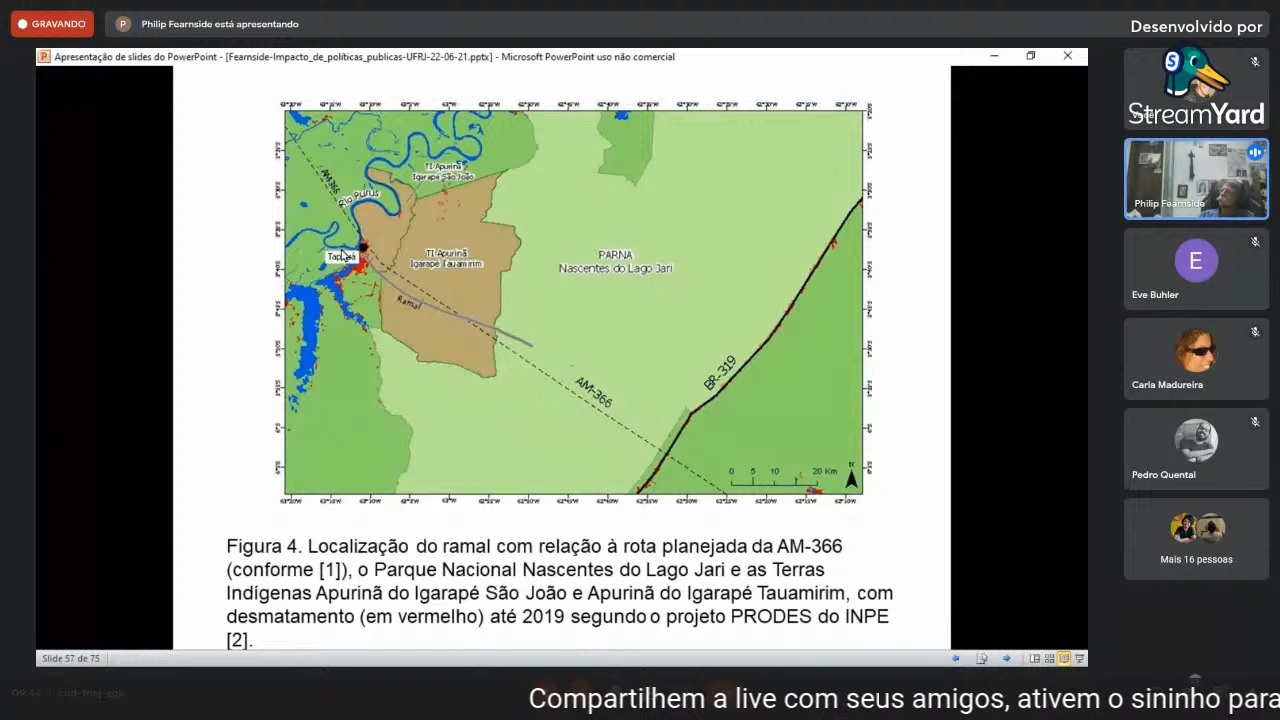 GRAVANDO
P
Philip Fearnside está apresentando
Desenvolvido por
StreamYard
Apresentação de slides do PowerPoint - [Fearnside-Impacto_de_políticas_publicas-UFRJ-22-06-21.pptx] - Microsoft PowerPoint uso não comercial
TI Apurinã
Igarapé São João
AM-366
Rio Purus
TI Apurinã
Igarapé Tauamirim
PARNA
Nascentes do Lago Jari
Ramal
AM-366
BR-319
0 5 10 20 Km
N
Figura 4. Localização do ramal com relação à rota planejada da AM-366
(conforme [1]), o Parque Nacional Nascentes do Lago Jari e as Terras
Indígenas Apurinã do Igarapé São João e Apurinã do Igarapé Tauamirim, com
desmatamento (em vermelho) até 2019 segundo o projeto PRODES do INPE
[2].
Slide 57 de 75
Philip Fearnside
E
Eve Buhler
Carla Madureira
Pedro Quental
Mais 16 pessoas
Compartilhem a live com seus amigos, ativem o sininho para